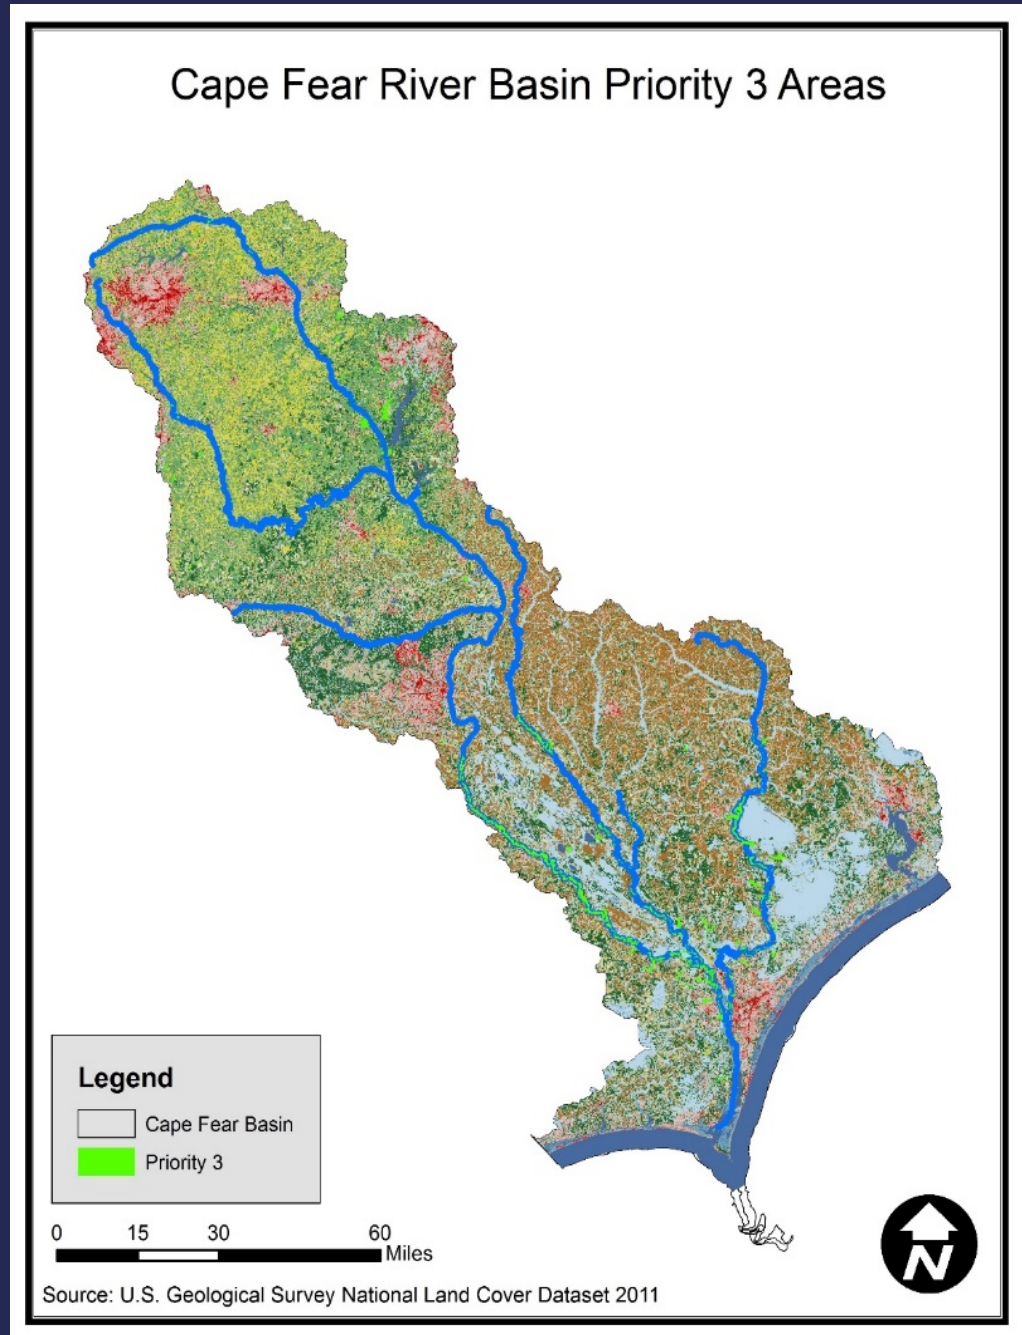 Cape Fear River Basin Priority 3 Areas
Legend
Cape Fear Basin
Priority 3
0 15 30 60
Miles
N
Source: U.S. Geological Survey National Land Cover Dataset 2011